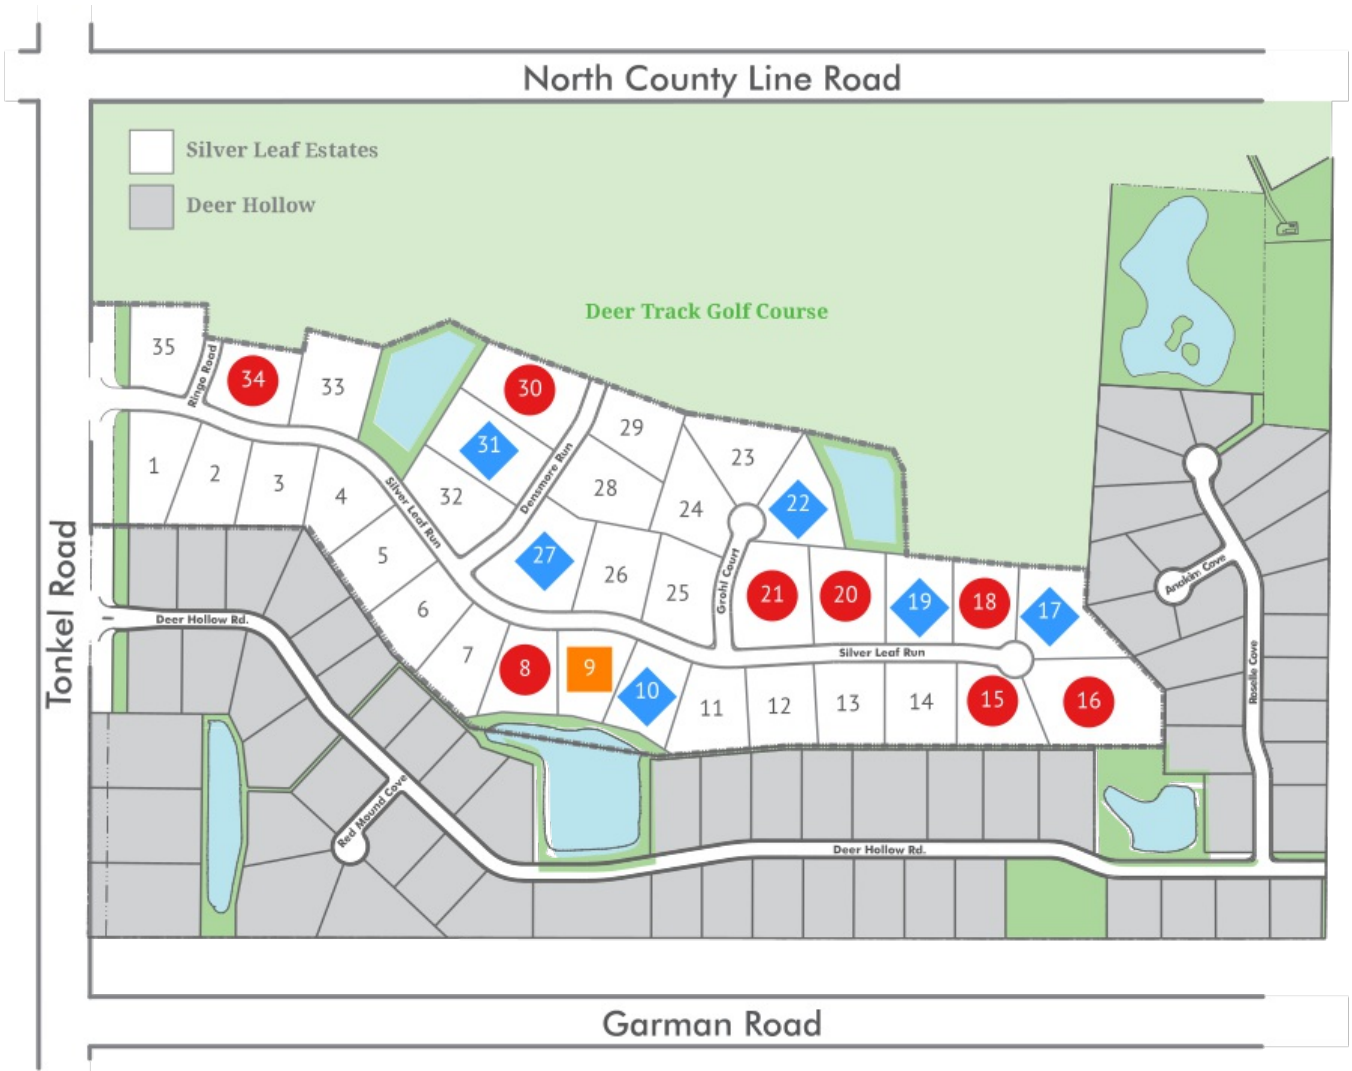 North County Line Road
Silver Leaf Estates
Deer Hollow
Deer Track Golf Course
35
Ringo Road
34
33
30
31
32
Densmore Run
29
28
27
26
25
24
23
22
Grohl Court
21
20
19
18
17
1
2
3
4
Silver Leaf Run
5
6
7
8
9
10
11
12
13
14
15
16
Silver Leaf Run
Tonkel Road
Deer Hollow Rd.
Red Mound Cove
Deer Hollow Rd.
Anakim Cove
Roselle Cove
Garman Road